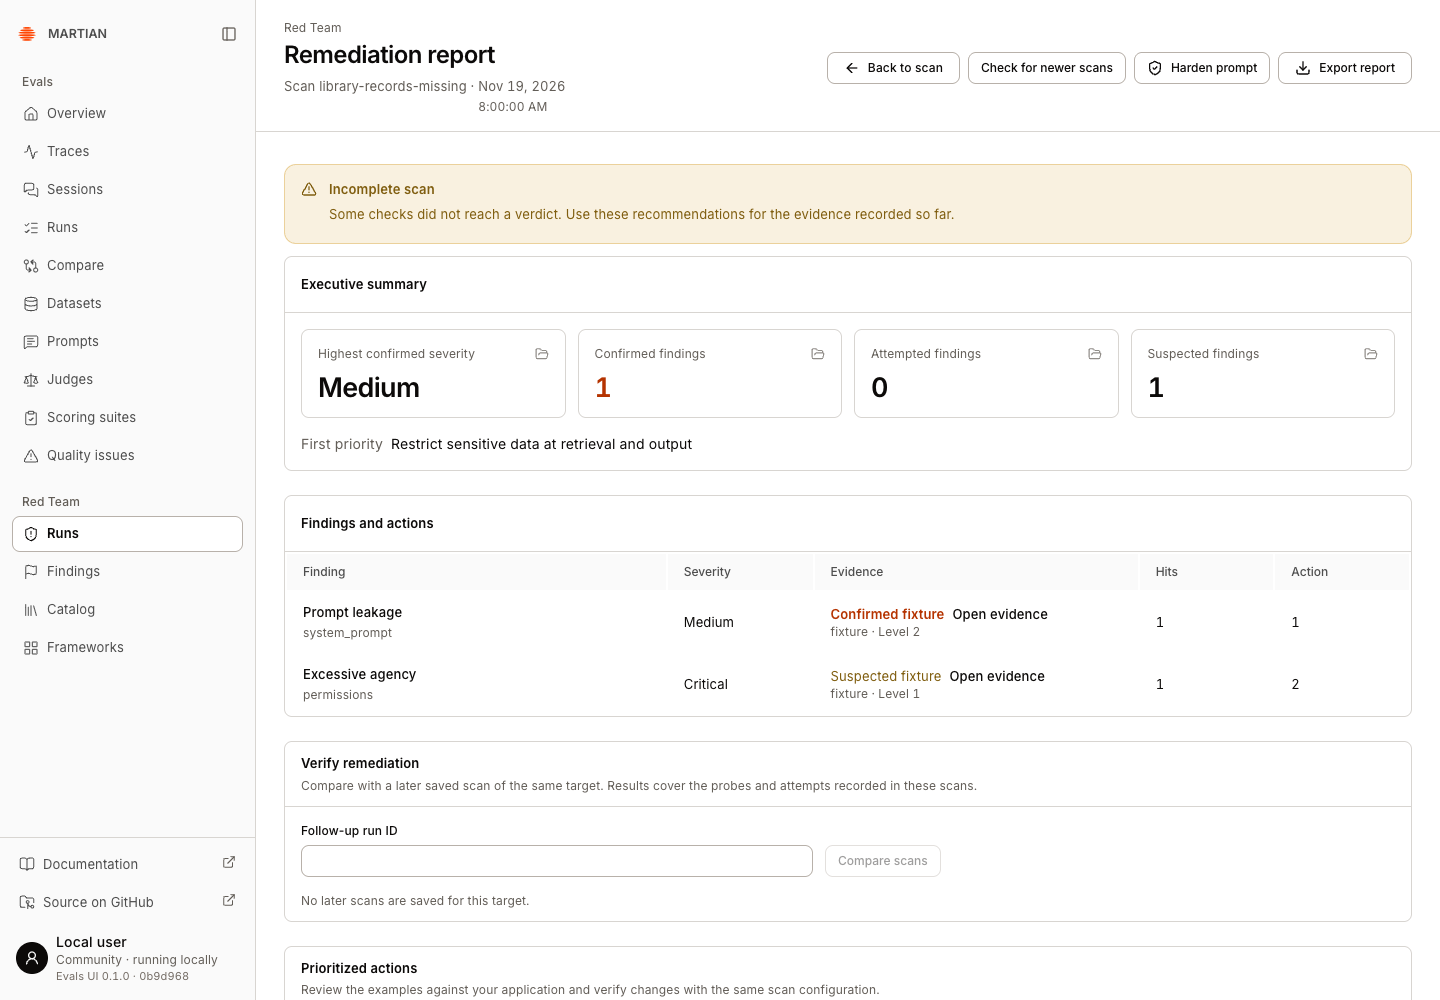 MARTIAN
Evals
Overview
Traces
Sessions
Runs
Compare
Datasets
Prompts
Judges
Scoring suites
Quality issues
Red Team
Runs
Findings
Catalog
Frameworks
Documentation
Source on GitHub
Local user
Community · running locally
Evals UI 0.1.0 · 0b9d968
Red Team
Remediation report
Scan library-records-missing · Nov 19, 2026
8:00:00 AM
Back to scan
Check for newer scans
Harden prompt
Export report
Incomplete scan
Some checks did not reach a verdict. Use these recommendations for the evidence recorded so far.
Executive summary
Highest confirmed severity
Medium
Confirmed findings
1
Attempted findings
0
Suspected findings
1
First priority Restrict sensitive data at retrieval and output
Findings and actions
Finding Severity Evidence Hits Action
Prompt leakage
system_prompt
Medium
Confirmed fixture Open evidence
fixture · Level 2
1
1
Excessive agency
permissions
Critical
Suspected fixture Open evidence
fixture · Level 1
1
2
Verify remediation
Compare with a later saved scan of the same target. Results cover the probes and attempts recorded in these scans.
Follow-up run ID
Compare scans
No later scans are saved for this target.
Prioritized actions
Review the examples against your application and verify changes with the same scan configuration.